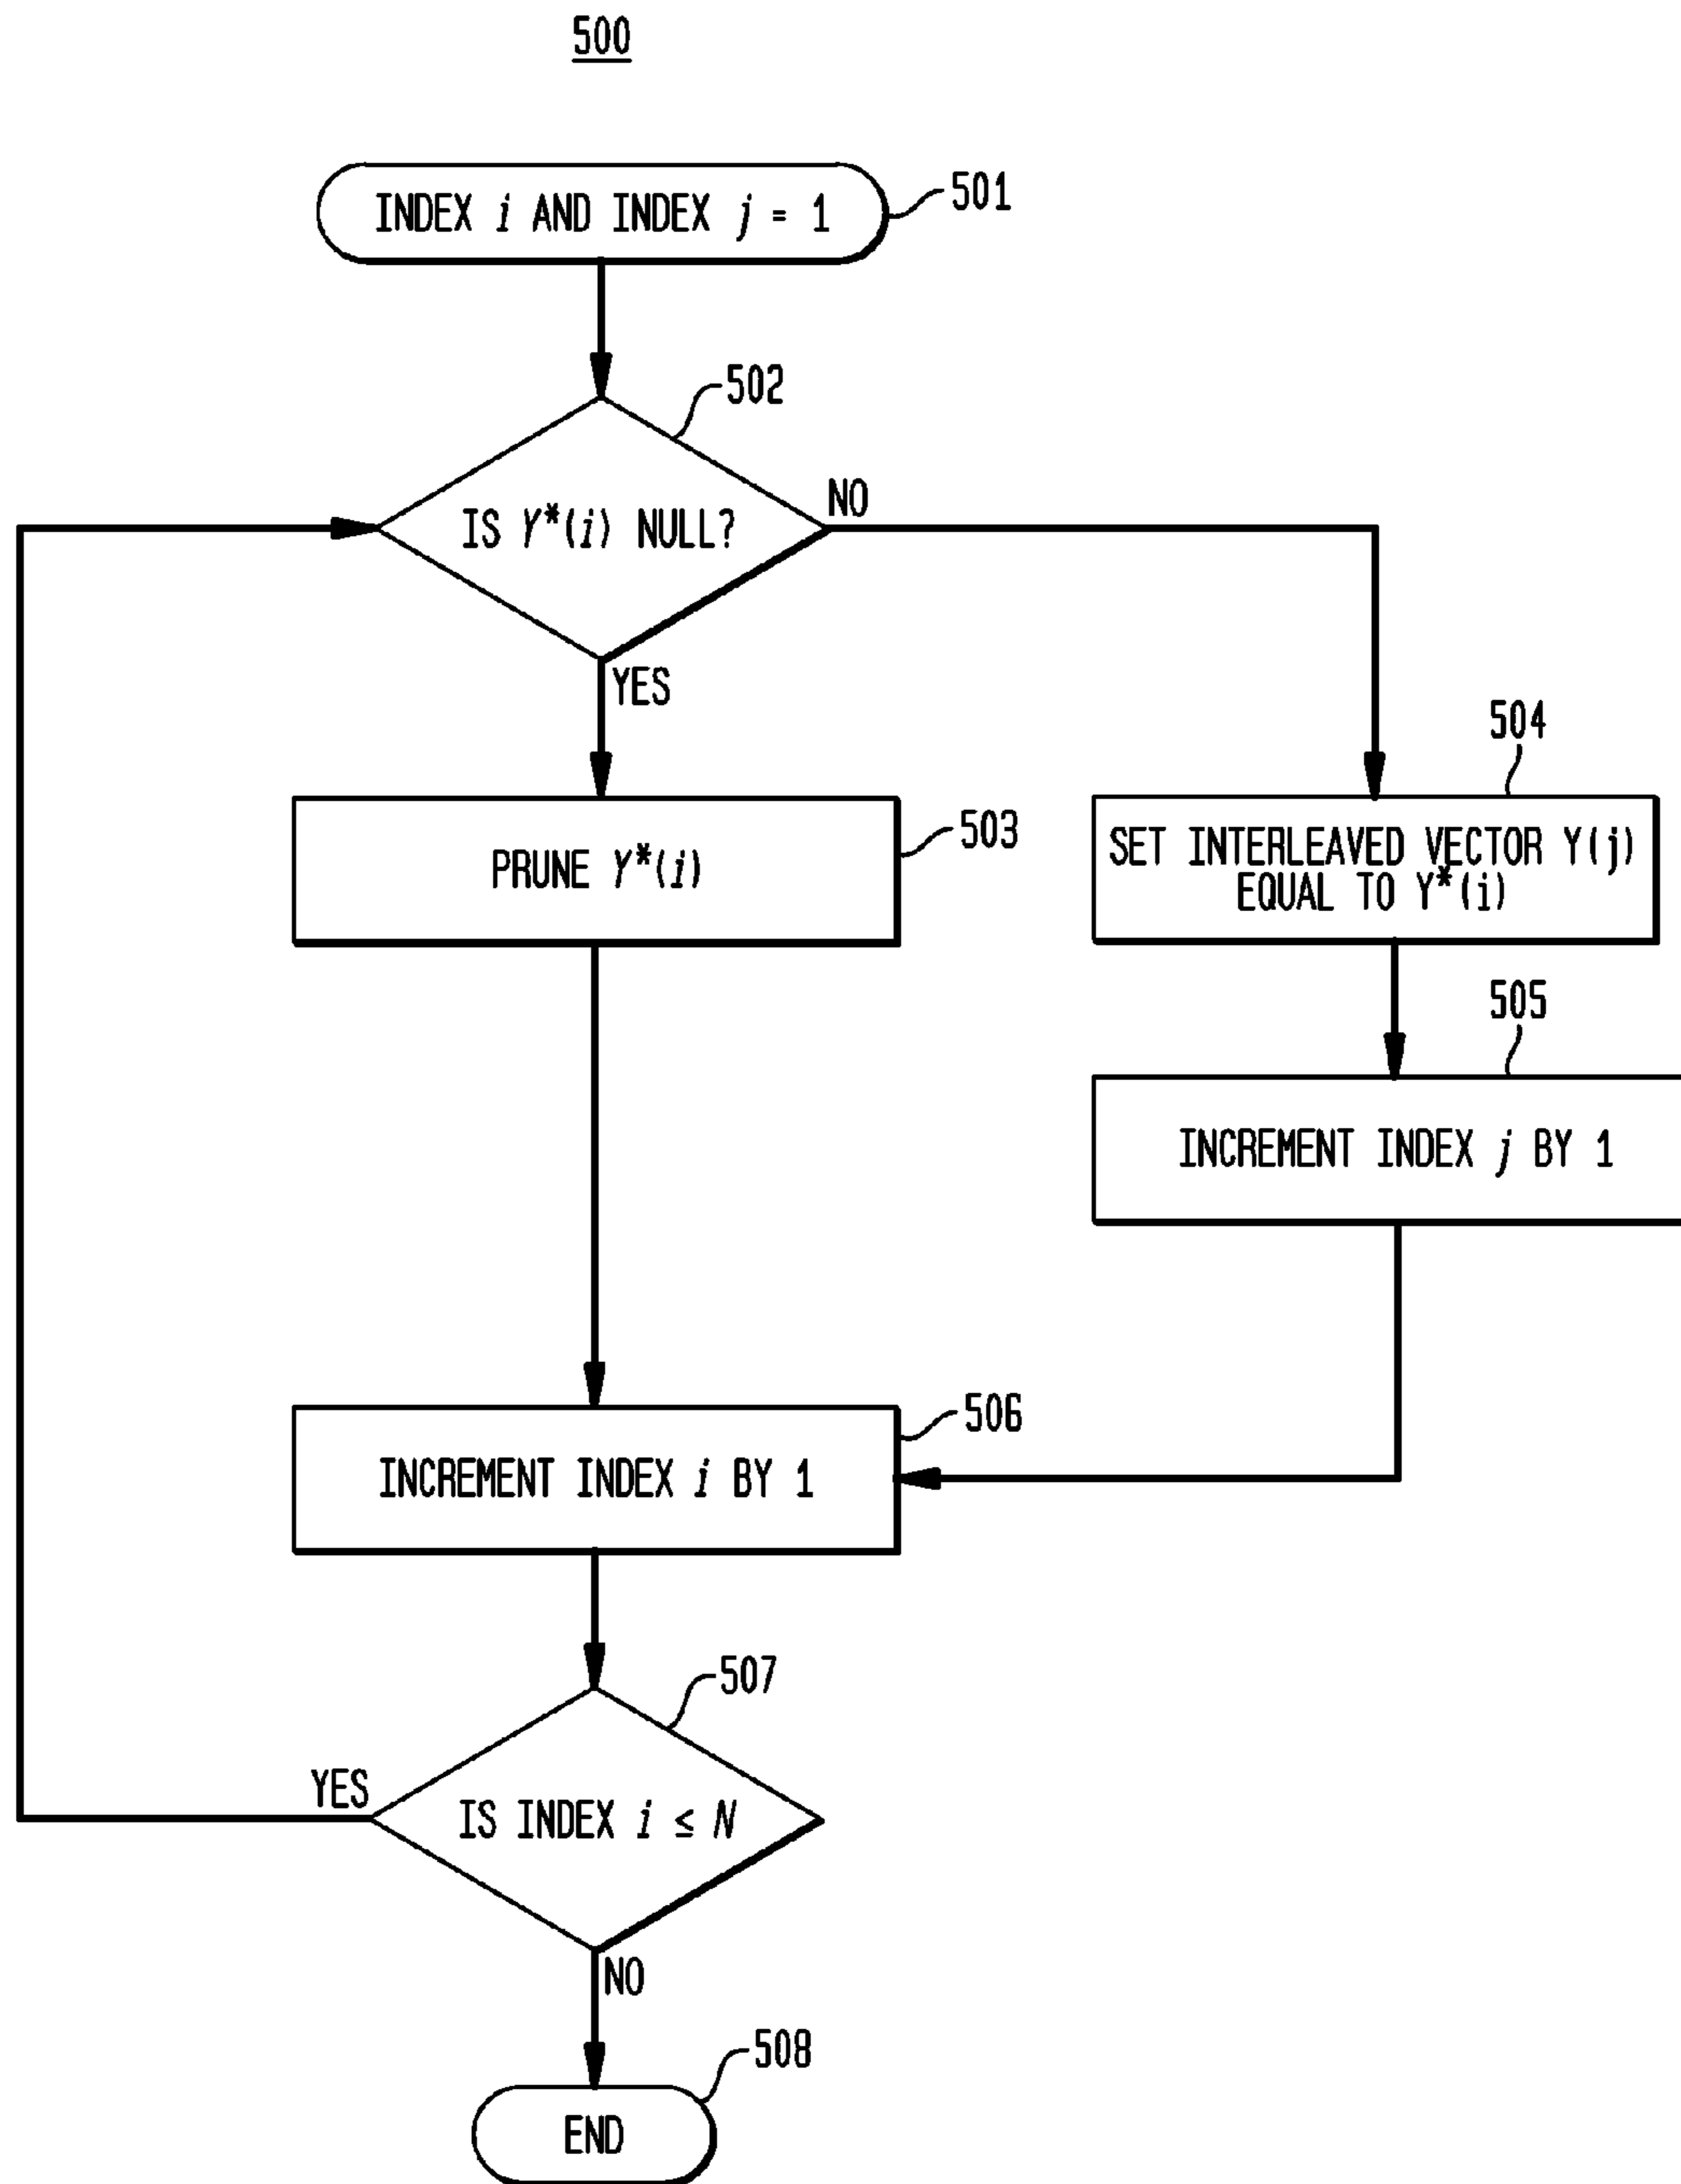 500
INDEX i AND INDEX j = 1
501
502
IS Y*(i) NULL?
NO
YES
504
PRUNE Y*(i)
503
SET INTERLEAVED VECTOR Y(j)
EQUAL TO Y*(i)
505
INCREMENT INDEX j BY 1
506
INCREMENT INDEX i BY 1
507
YES
IS INDEX i ≤ N
NO
508
END